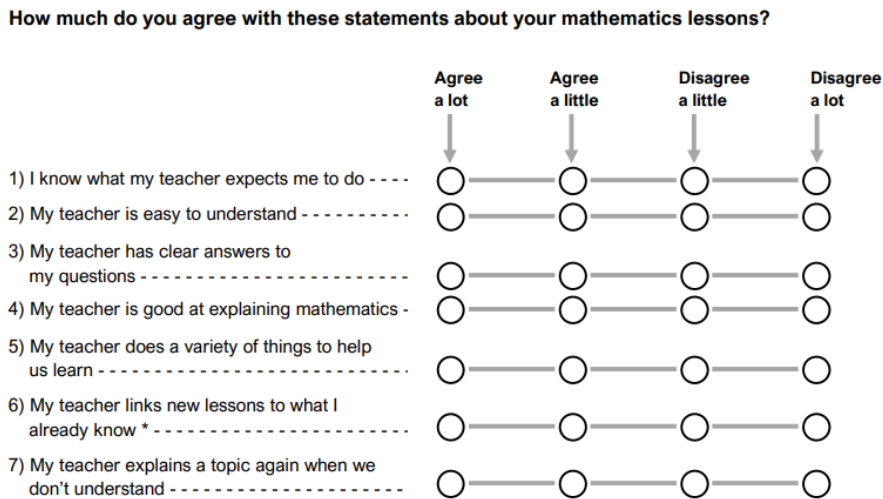 How much do you agree with these statements about your mathematics lessons?
Agree a lot
Agree a little
Disagree a little
Disagree a lot
1) I know what my teacher expects me to do - - - -
2) My teacher is easy to understand - - - - - - - - - -
3) My teacher has clear answers to
my questions - - - - - - - - - - - - - - - - - - - - - - - -
4) My teacher is good at explaining mathematics -
5) My teacher does a variety of things to help
us learn - - - - - - - - - - - - - - - - - - - - - - - - - - - -
6) My teacher links new lessons to what I
already know * - - - - - - - - - - - - - - - - - - - - - - -
7) My teacher explains a topic again when we
don't understand - - - - - - - - - - - - - - - - - - - - -